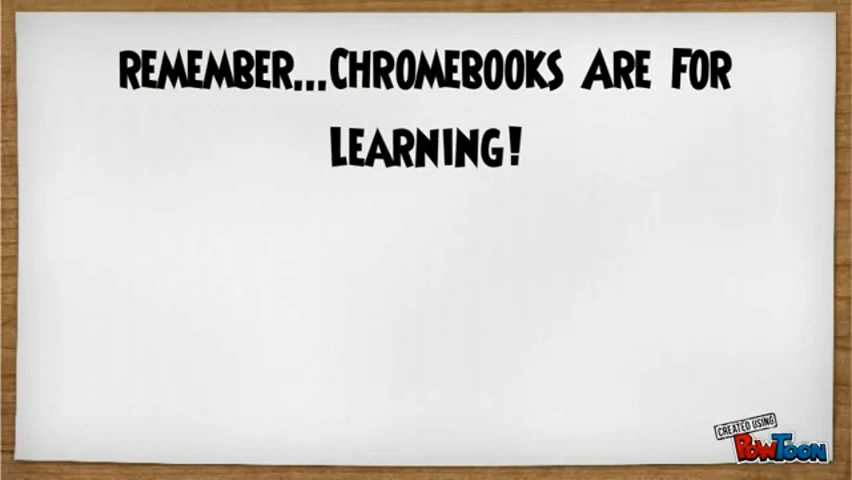 REMEMBER...CHROMEBOOKS ARE FOR
LEARNING!
CREATED USING
POWTOON